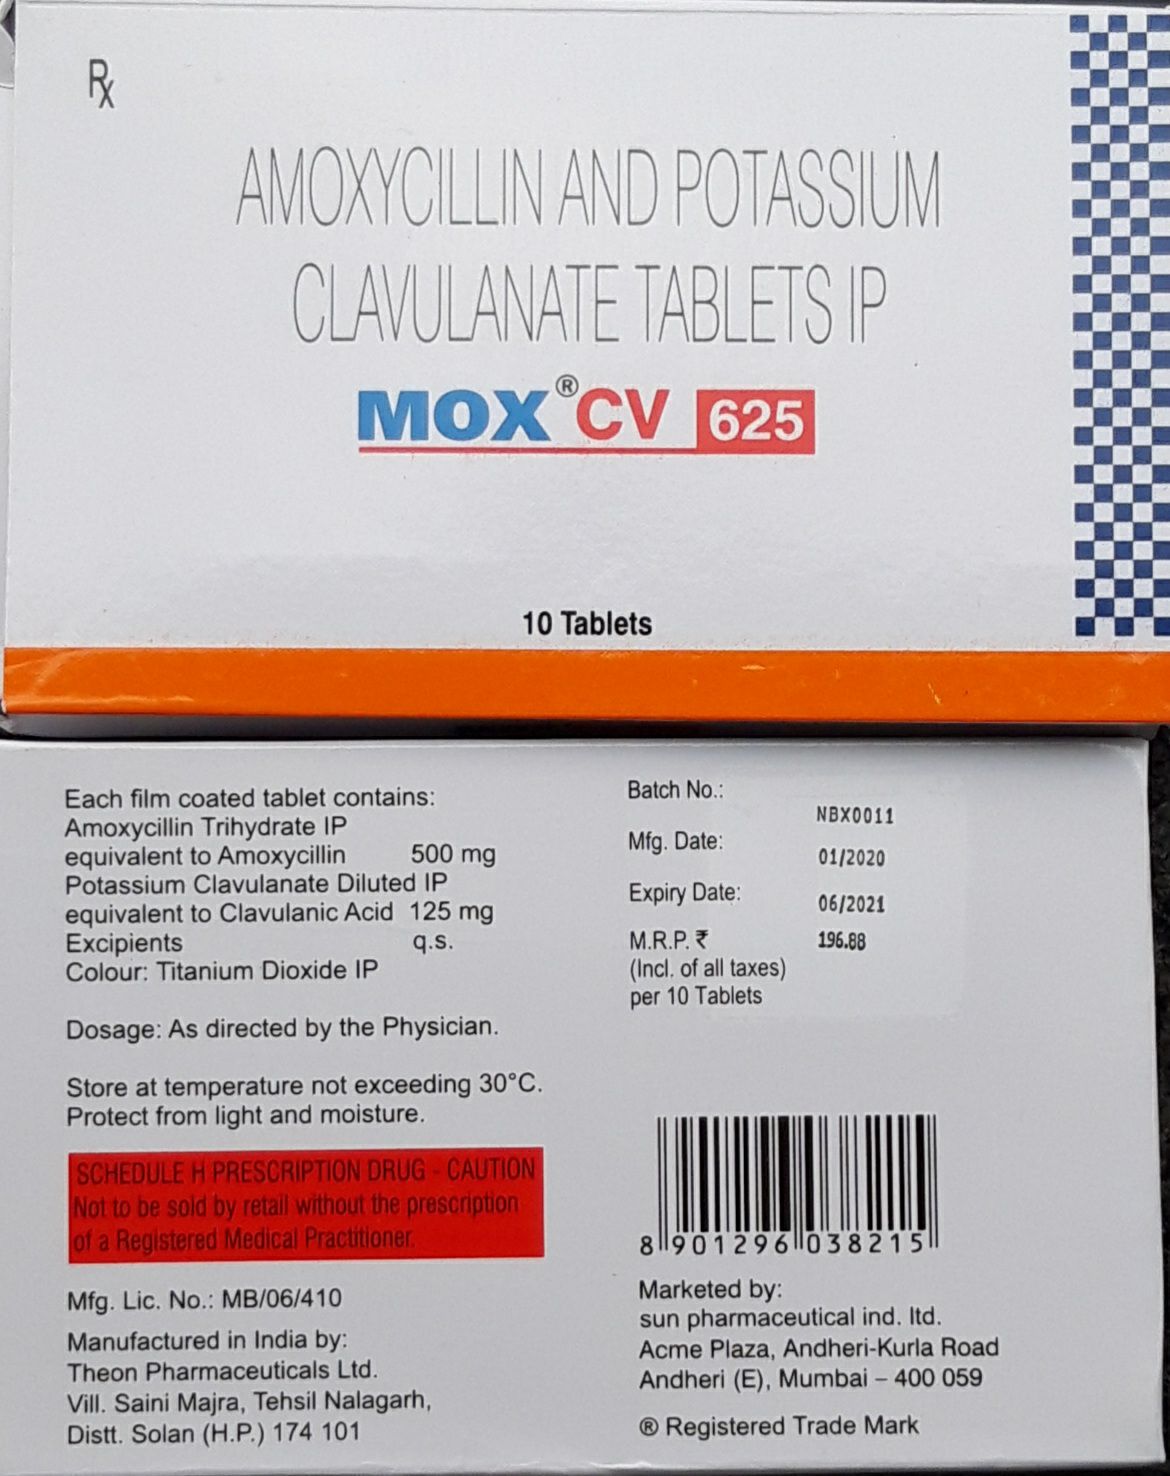 Rx
AMOXYCILLIN AND POTASSIUM
CLAVULANATE TABLETS IP
MOX® CV 625
10 Tablets
Each film coated tablet contains:
Amoxycillin Trihydrate IP
equivalent to Amoxycillin 500 mg
Potassium Clavulanate Diluted IP
equivalent to Clavulanic Acid 125 mg
Excipients q.s.
Colour: Titanium Dioxide IP
Dosage: As directed by the Physician.
Store at temperature not exceeding 30°C.
Protect from light and moisture.
SCHEDULE H PRESCRIPTION DRUG - CAUTION
Not to be sold by retail without the prescription
of a Registered Medical Practitioner.
Mfg. Lic. No.: MB/06/410
Manufactured in India by:
Theon Pharmaceuticals Ltd.
Vill. Saini Majra, Tehsil Nalagarh,
Distt. Solan (H.P.) 174 101
Batch No.: NBX0011
Mfg. Date: 01/2020
Expiry Date: 06/2021
M.R.P. ₹ 196.88
(Incl. of all taxes)
per 10 Tablets
8 901296 038215
Marketed by:
sun pharmaceutical ind. ltd.
Acme Plaza, Andheri-Kurla Road
Andheri (E), Mumbai – 400 059
® Registered Trade Mark